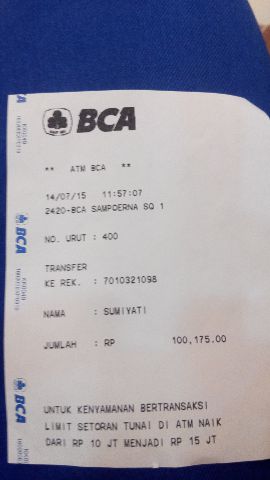 BCA
** ATM BCA **
14/07/15 11:57:07
2420-BCA SAMPOERNA SQ 1
NO. URUT : 400
TRANSFER
KE REK. : 7010321098
NAMA : SUMIYATI
JUMLAH : RP 100,175.00
UNTUK KENYAMANAN BERTRANSAKSI
LIMIT SETORAN TUNAI DI ATM NAIK
DARI RP 10 JT MENJADI RP 15 JT
BCA
BCA
BCA